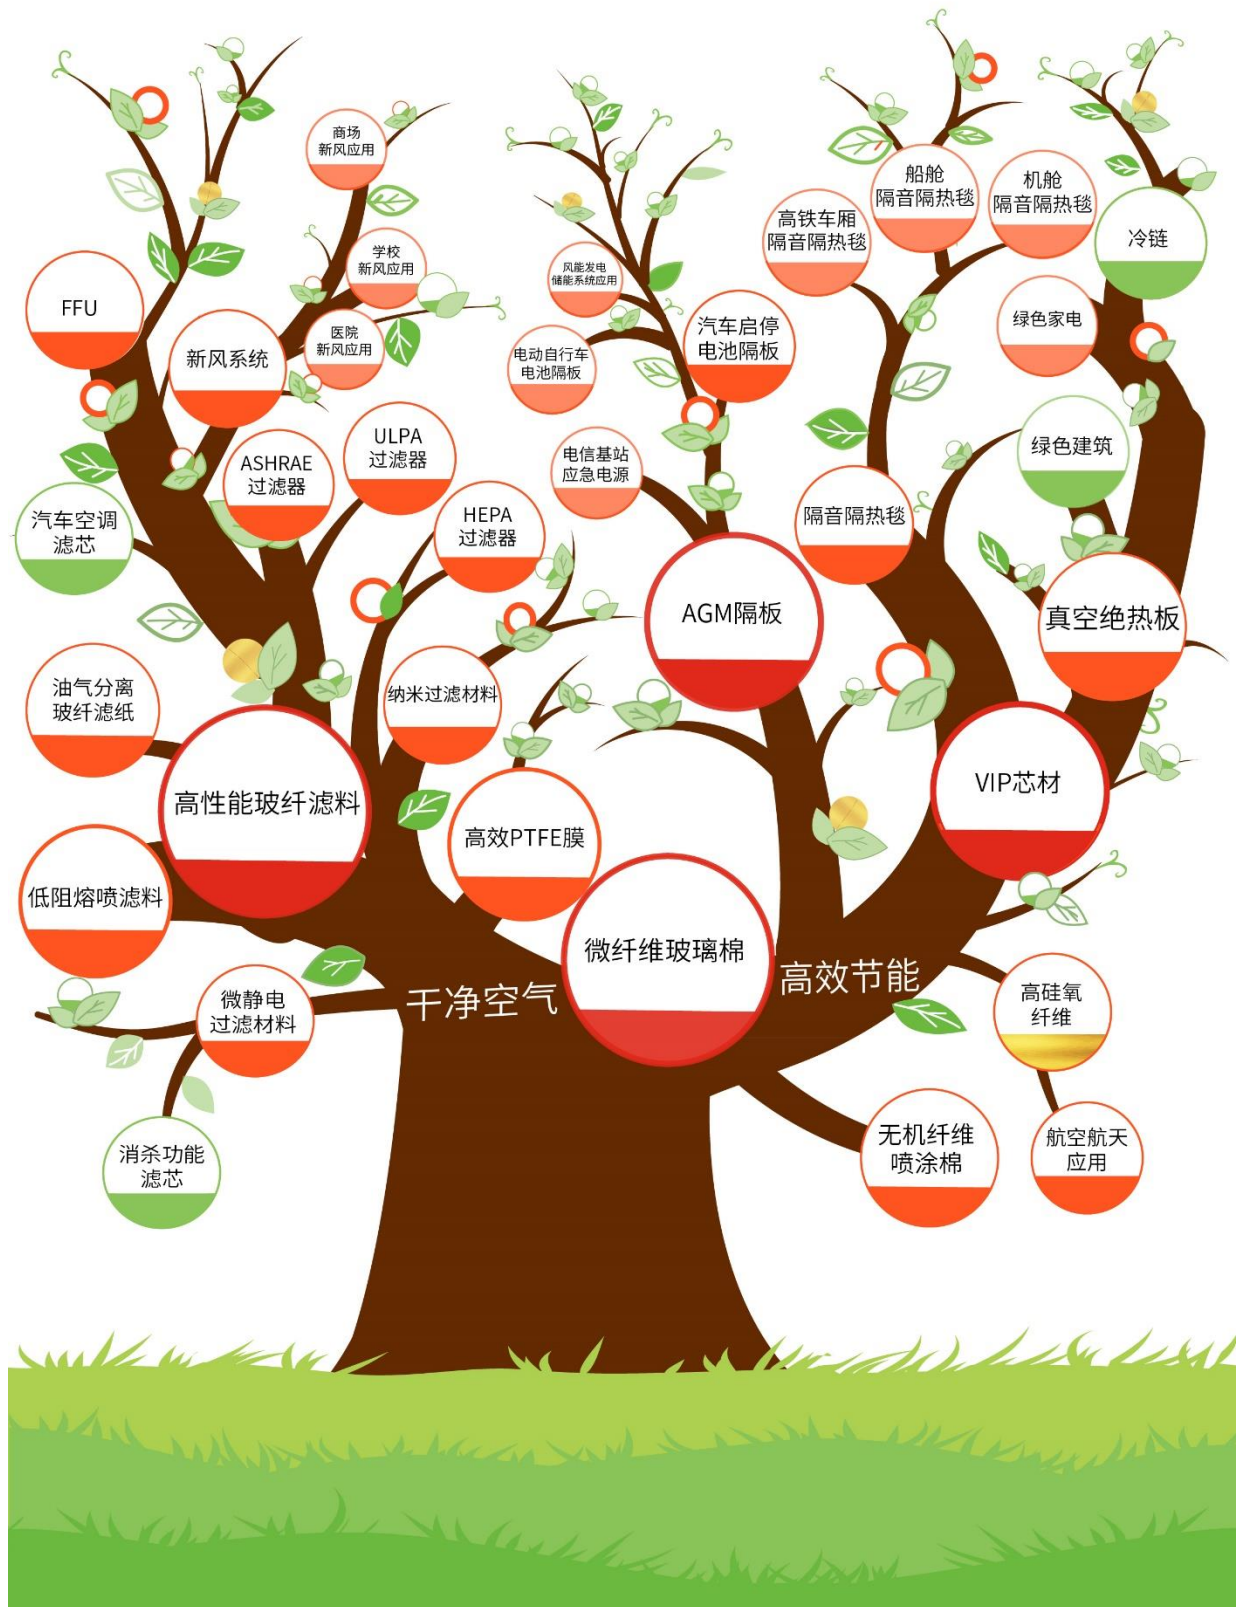 商场
新风应用
船舱
隔音隔热毯
机舱
隔音隔热毯
高铁车厢
隔音隔热毯
冷链
学校
新风应用
风能发电
储能系统应用
FFU
新风系统
医院
新风应用
电动自行车
电池隔板
汽车启停
电池隔板
绿色家电
ULPA
过滤器
ASHRAE
过滤器
电信基站
应急电源
绿色建筑
汽车空调
滤芯
HEPA
过滤器
隔音隔热毯
AGM隔板
真空绝热板
油气分离
玻纤滤纸
纳米过滤材料
高性能玻纤滤料
VIP芯材
高效PTFE膜
低阻熔喷滤料
微纤维玻璃棉
干净空气
高效节能
微静电
过滤材料
高硅氧
纤维
消杀功能
滤芯
无机纤维
喷涂棉
航空航天
应用